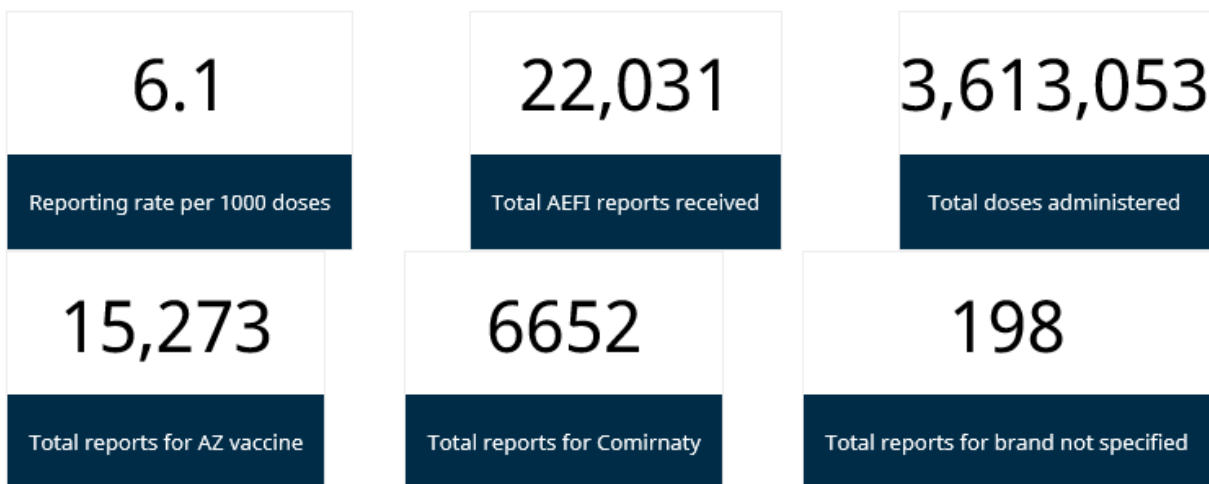 6.1
Reporting rate per 1000 doses
22,031
Total AEFI reports received
3,613,053
Total doses administered
15,273
Total reports for AZ vaccine
6652
Total reports for Comirnaty
198
Total reports for brand not specified